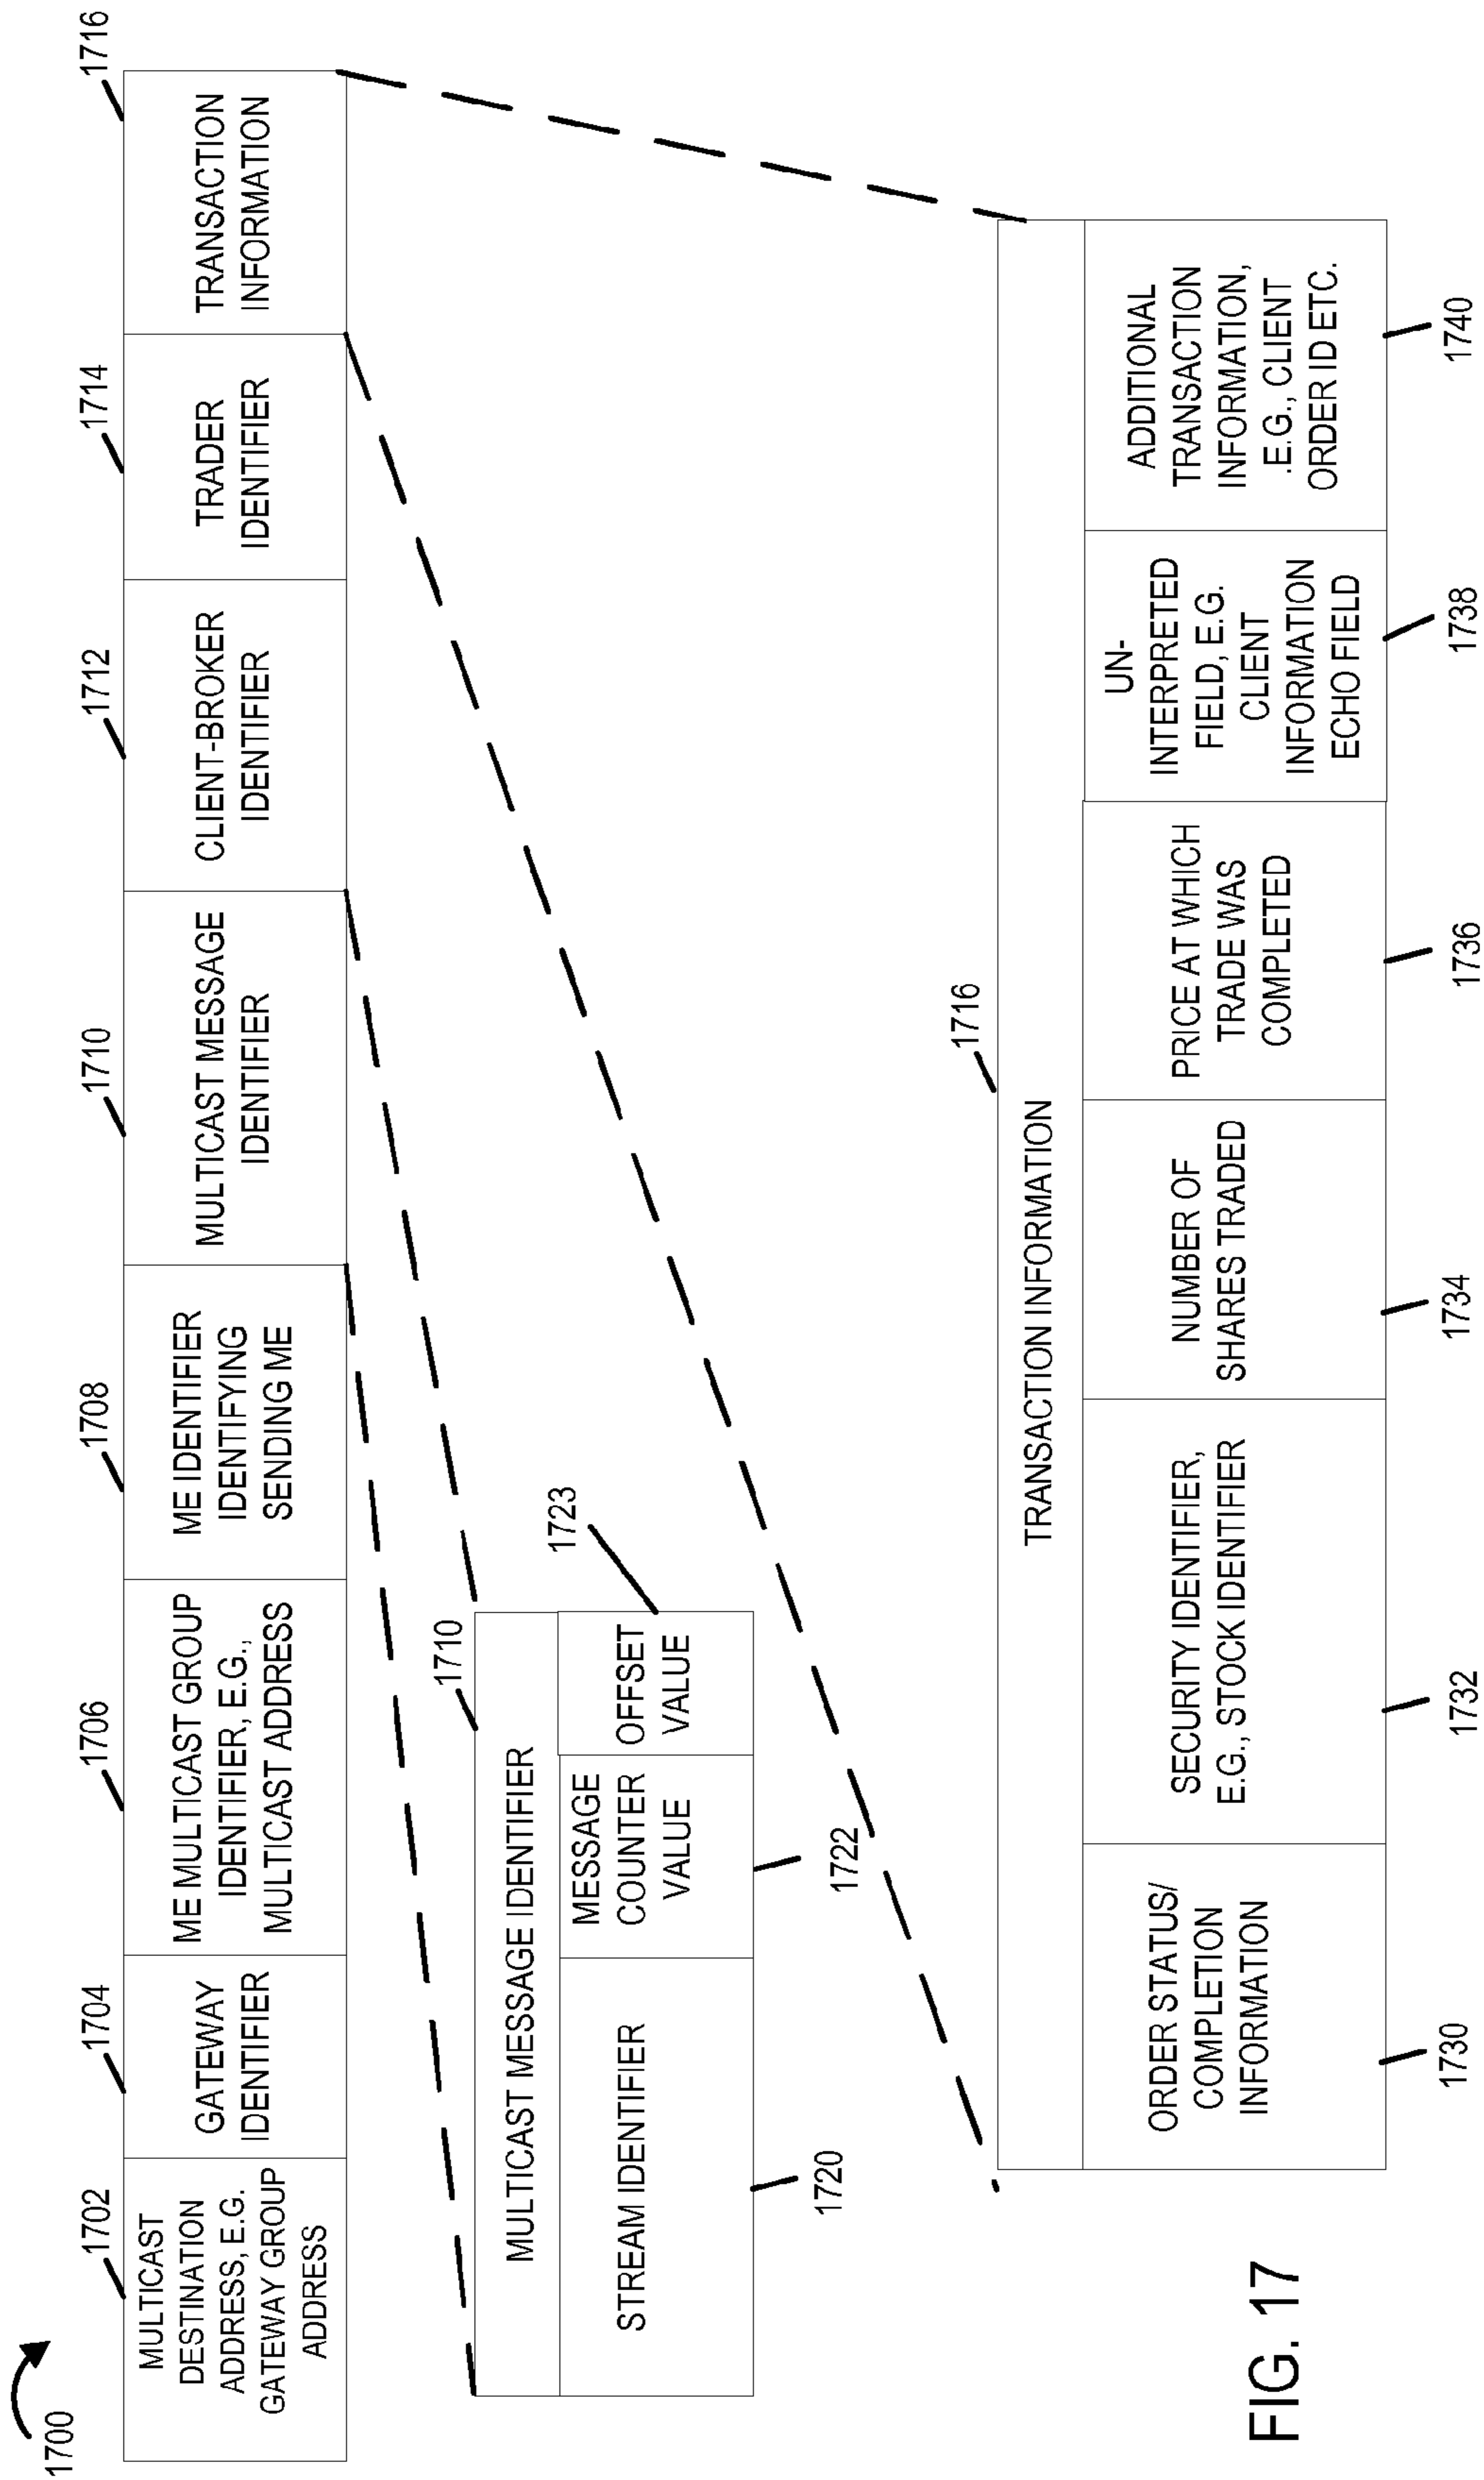 1700
1702
1704
1706
1708
1710
1712
1714
1716
MULTICAST
DESTINATION
ADDRESS, E.G.
GATEWAY GROUP
ADDRESS
GATEWAY
IDENTIFIER
ME MULTICAST GROUP
IDENTIFIER, E.G.,
MULTICAST ADDRESS
ME IDENTIFIER
IDENTIFYING
SENDING ME
MULTICAST MESSAGE
IDENTIFIER
CLIENT-BROKER
IDENTIFIER
TRADER
IDENTIFIER
TRANSACTION
INFORMATION
1710
MULTICAST MESSAGE IDENTIFIER
STREAM IDENTIFIER
MESSAGE
COUNTER
VALUE
OFFSET
VALUE
1723
1720
1722
1716
TRANSACTION INFORMATION
ORDER STATUS/
COMPLETION
INFORMATION
SECURITY IDENTIFIER,
E.G., STOCK IDENTIFIER
NUMBER OF
SHARES TRADED
PRICE AT WHICH
TRADE WAS
COMPLETED
UN-
INTERPRETED
FIELD, E.G.
CLIENT
INFORMATION
ECHO FIELD
ADDITIONAL
TRANSACTION
INFORMATION,
.E.G., CLIENT
ORDER ID ETC.
1730
1732
1734
1736
1738
1740
FIG. 17